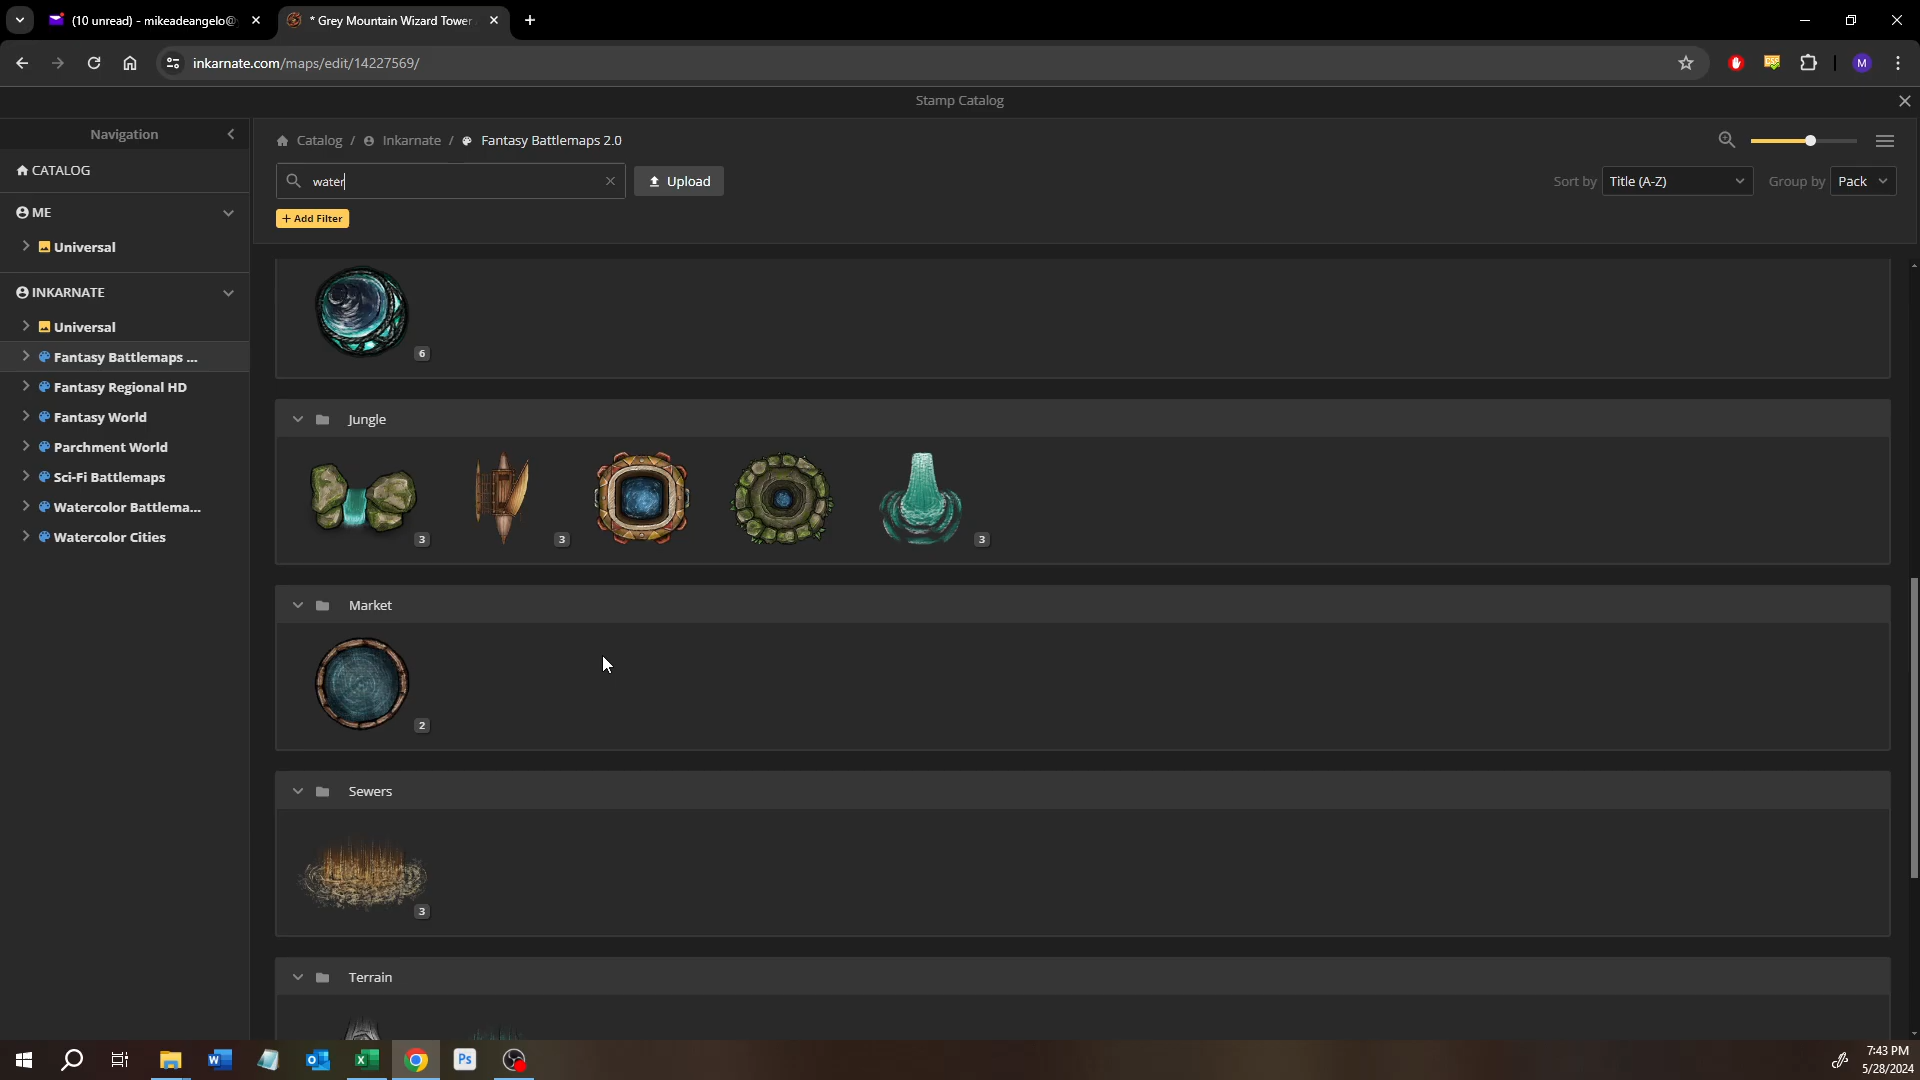 (10 unread) - mikeadeangelo@
* Grey Mountain Wizard Tower
inkarnate.com/maps/edit/14227569/
M
Stamp Catalog
Navigation
Catalog / Inkarnate / Fantasy Battlemaps 2.0
CATALOG
water
Upload
Sort by Title (A-Z) Group by Pack
ME
+ Add Filter
Universal
INKARNATE
Universal
Fantasy Battlemaps ...
6
Fantasy Regional HD
Fantasy World
Jungle
Parchment World
Sci-Fi Battlemaps
Watercolor Battlema...
Watercolor Cities
3
3
3
Market
2
Sewers
3
Terrain
Ps
7:43 PM
5/28/2024